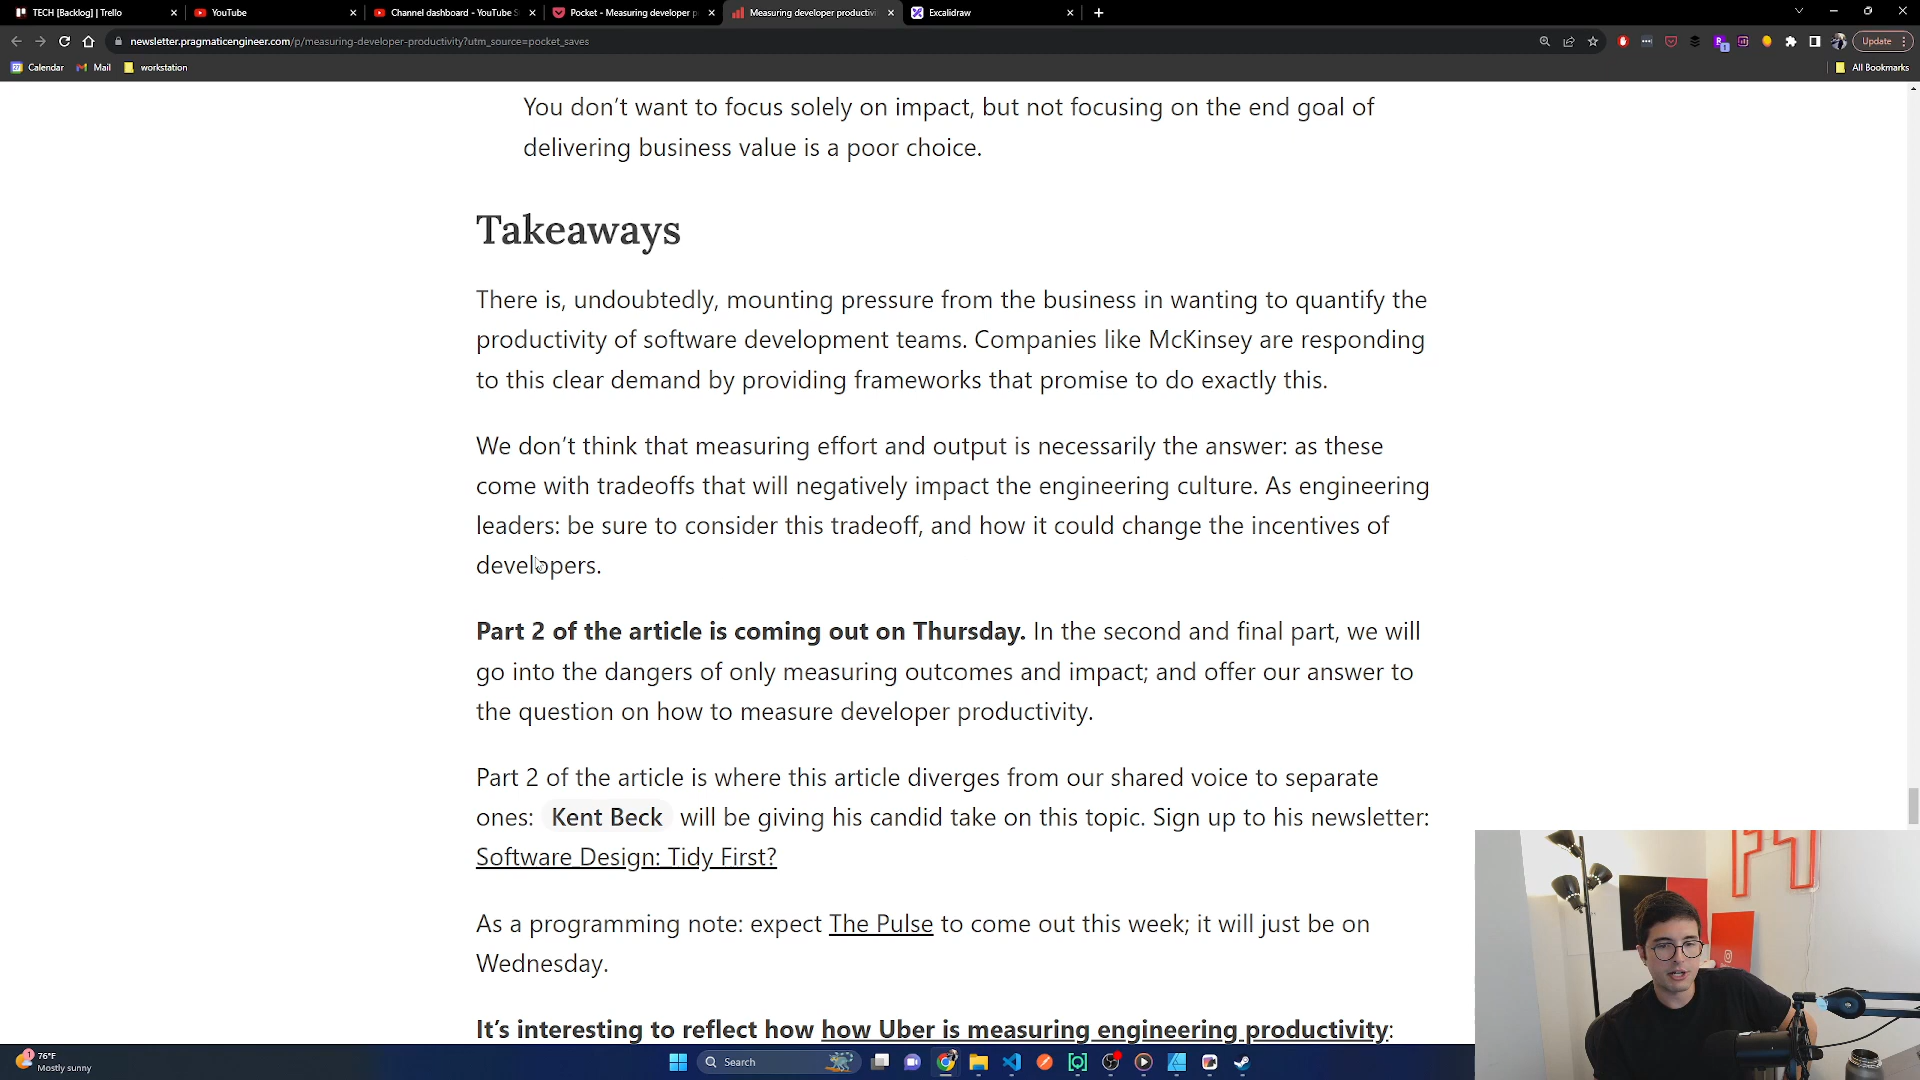 TECH [Backlog] | Trello
YouTube
Channel dashboard - YouTube S
Pocket - Measuring developer p
Measuring developer productivi
Excalidraw
newsletter.pragmaticengineer.com/p/measuring-developer-productivity?utm_source=pocket_saves
Update
Calendar
Mail
workstation
All Bookmarks
You don’t want to focus solely on impact, but not focusing on the end goal of
delivering business value is a poor choice.
Takeaways
There is, undoubtedly, mounting pressure from the business in wanting to quantify the
productivity of software development teams. Companies like McKinsey are responding
to this clear demand by providing frameworks that promise to do exactly this.
We don’t think that measuring effort and output is necessarily the answer: as these
come with tradeoffs that will negatively impact the engineering culture. As engineering
leaders: be sure to consider this tradeoff, and how it could change the incentives of
developers.
Part 2 of the article is coming out on Thursday. In the second and final part, we will
go into the dangers of only measuring outcomes and impact; and offer our answer to
the question on how to measure developer productivity.
Part 2 of the article is where this article diverges from our shared voice to separate
ones: Kent Beck will be giving his candid take on this topic. Sign up to his newsletter:
Software Design: Tidy First?
As a programming note: expect The Pulse to come out this week; it will just be on
Wednesday.
It’s interesting to reflect how how Uber is measuring engineering productivity:
76°F
Mostly sunny
Search